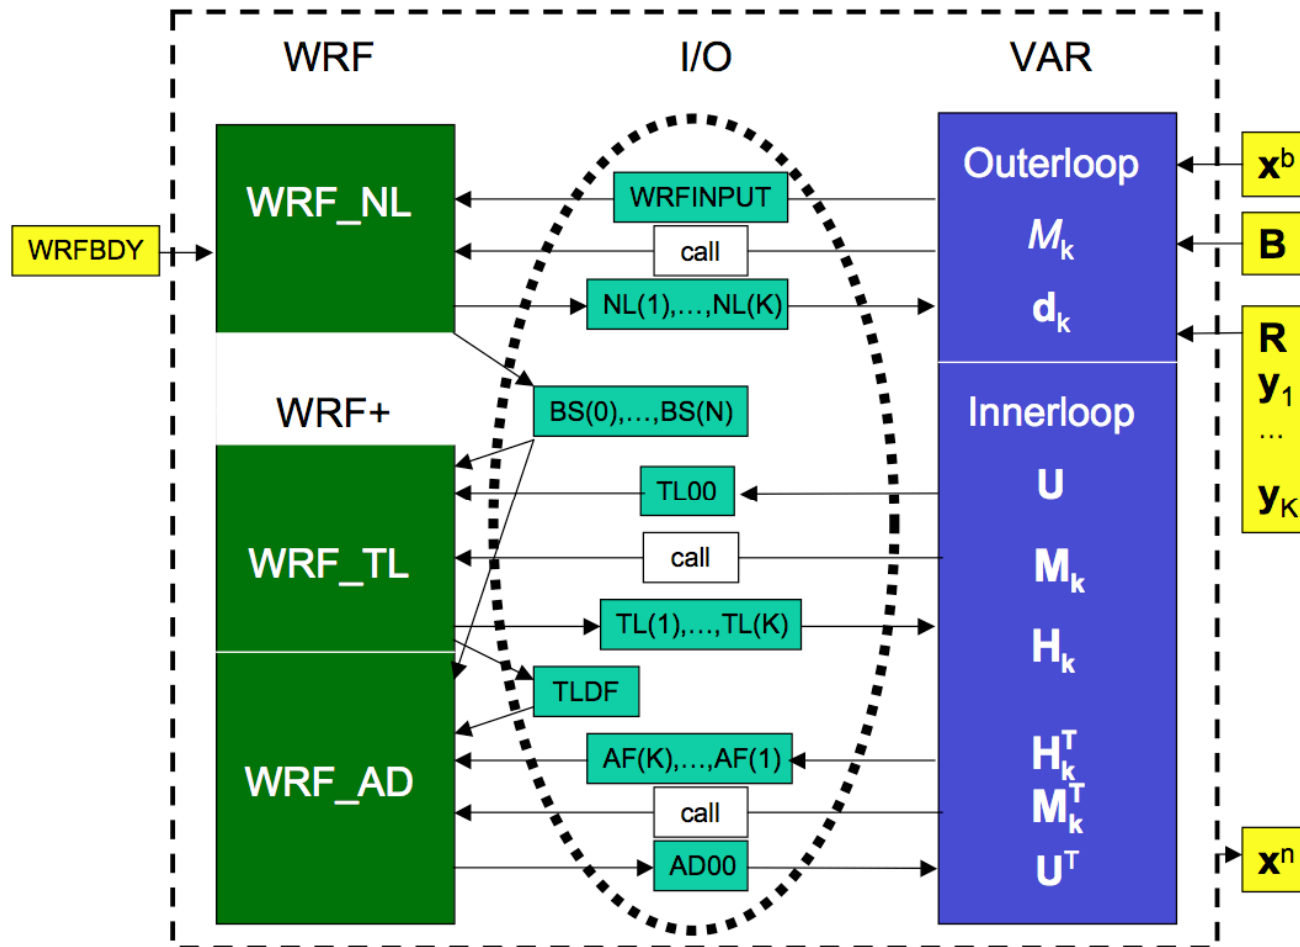 WRF I/O VAR
WRF_NL
WRFBDY
WRF+
WRF_TL
WRF_AD
WRFINPUT
call
NL(1),...,NL(K)
BS(0),...,BS(N)
TL00
call
TL(1),...,TL(K)
TLDF
AF(K),...,AF(1)
call
AD00
Outerloop
Mₖ
dₖ
Innerloop
U
Mₖ
Hₖ
Hₖᵀ
Mₖᵀ
Uᵀ
xᵇ
B
R
y₁
...
y_K
xⁿ